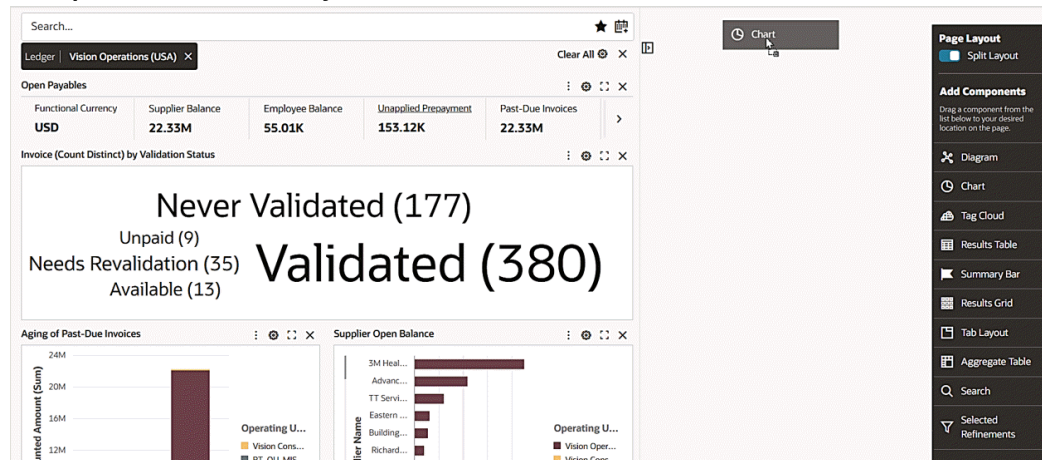 Search...
Ledger | Vision Operations (USA) ×
Clear All
Open Payables
Functional Currency
USD
Supplier Balance
22.33M
Employee Balance
55.01K
Unapplied Prepayment
153.12K
Past-Due Invoices
22.33M
Invoice (Count Distinct) by Validation Status
Never Validated (177)
Unpaid (9)
Needs Revalidation (35)
Validated (380)
Available (13)
Aging of Past-Due Invoices
24M
20M
16M
12M
unted Amount (Sum)
Operating U...
Vision Cons...
Supplier Open Balance
lier Name
3M Heal...
Advanc...
TT Servi...
Eastern ...
Building...
Richard...
Operating U...
Vision Oper...
Vision Cons...
Chart
Page Layout
Split Layout
Add Components
Drag a component from the
list below to your desired
location on the page.
Diagram
Chart
Tag Cloud
Results Table
Summary Bar
Results Grid
Tab Layout
Aggregate Table
Search
Selected
Refinements